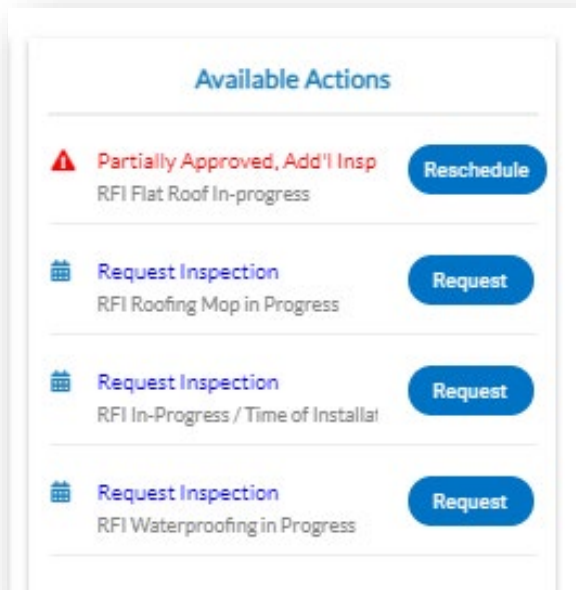 Available Actions
Partially Approved, Add'l Insp
Reschedule
RFI Flat Roof In-progress
Request Inspection
Request
RFI Roofing Mop in Progress
Request Inspection
Request
RFI In-Progress / Time of Installat
Request Inspection
Request
RFI Waterproofing in Progress